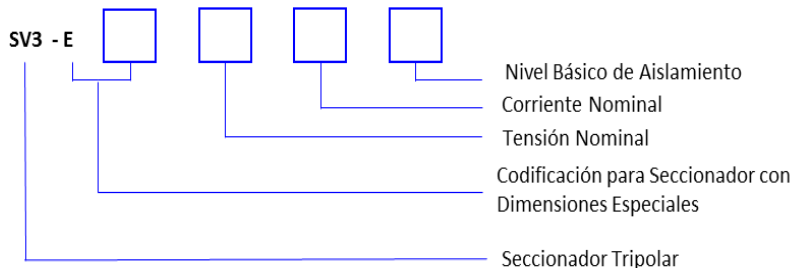 SV3 - E
Nivel Básico de Aislamiento
Corriente Nominal
Tensión Nominal
Codificación para Seccionador con
Dimensiones Especiales
Seccionador Tripolar